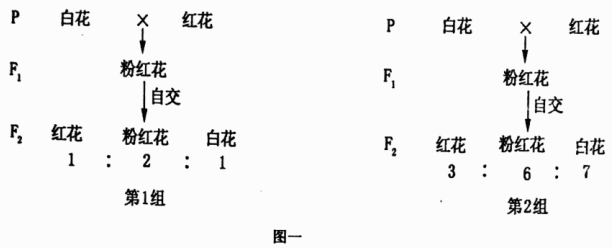 P 白花 × 红花
F₁ 粉红花
自交
F₂ 红花 粉红花 白花
1 : 2 : 1
第1组
P 白花 × 红花
F₁ 粉红花
自交
F₂ 红花 粉红花 白花
3 : 6 : 7
第2组
图一